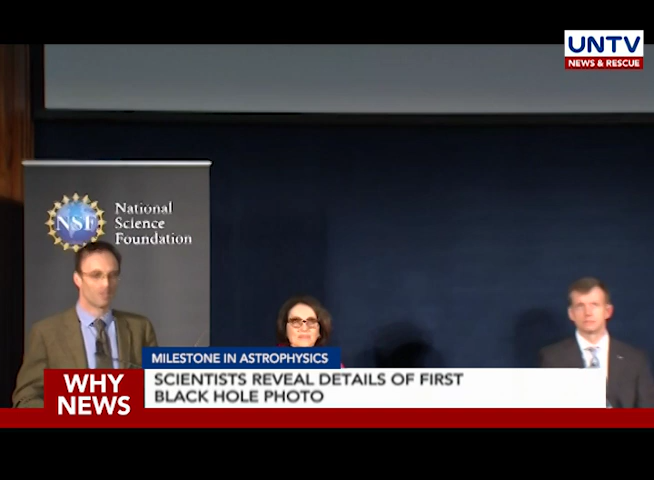 UNTV
NEWS & RESCUE
NSF
National
Science
Foundation
MILESTONE IN ASTROPHYSICS
WHY
NEWS
SCIENTISTS REVEAL DETAILS OF FIRST
BLACK HOLE PHOTO